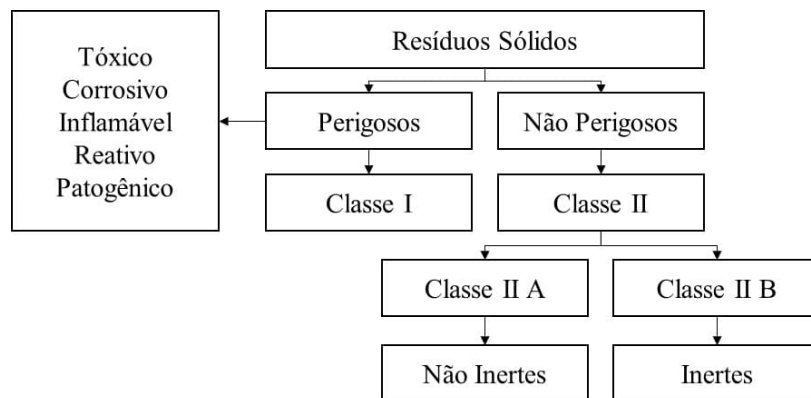 Resíduos Sólidos
Tóxico
Corrosivo
Inflamável
Reativo
Patogênico
Perigosos
Não Perigosos
Classe I
Classe II
Classe II A
Classe II B
Não Inertes
Inertes